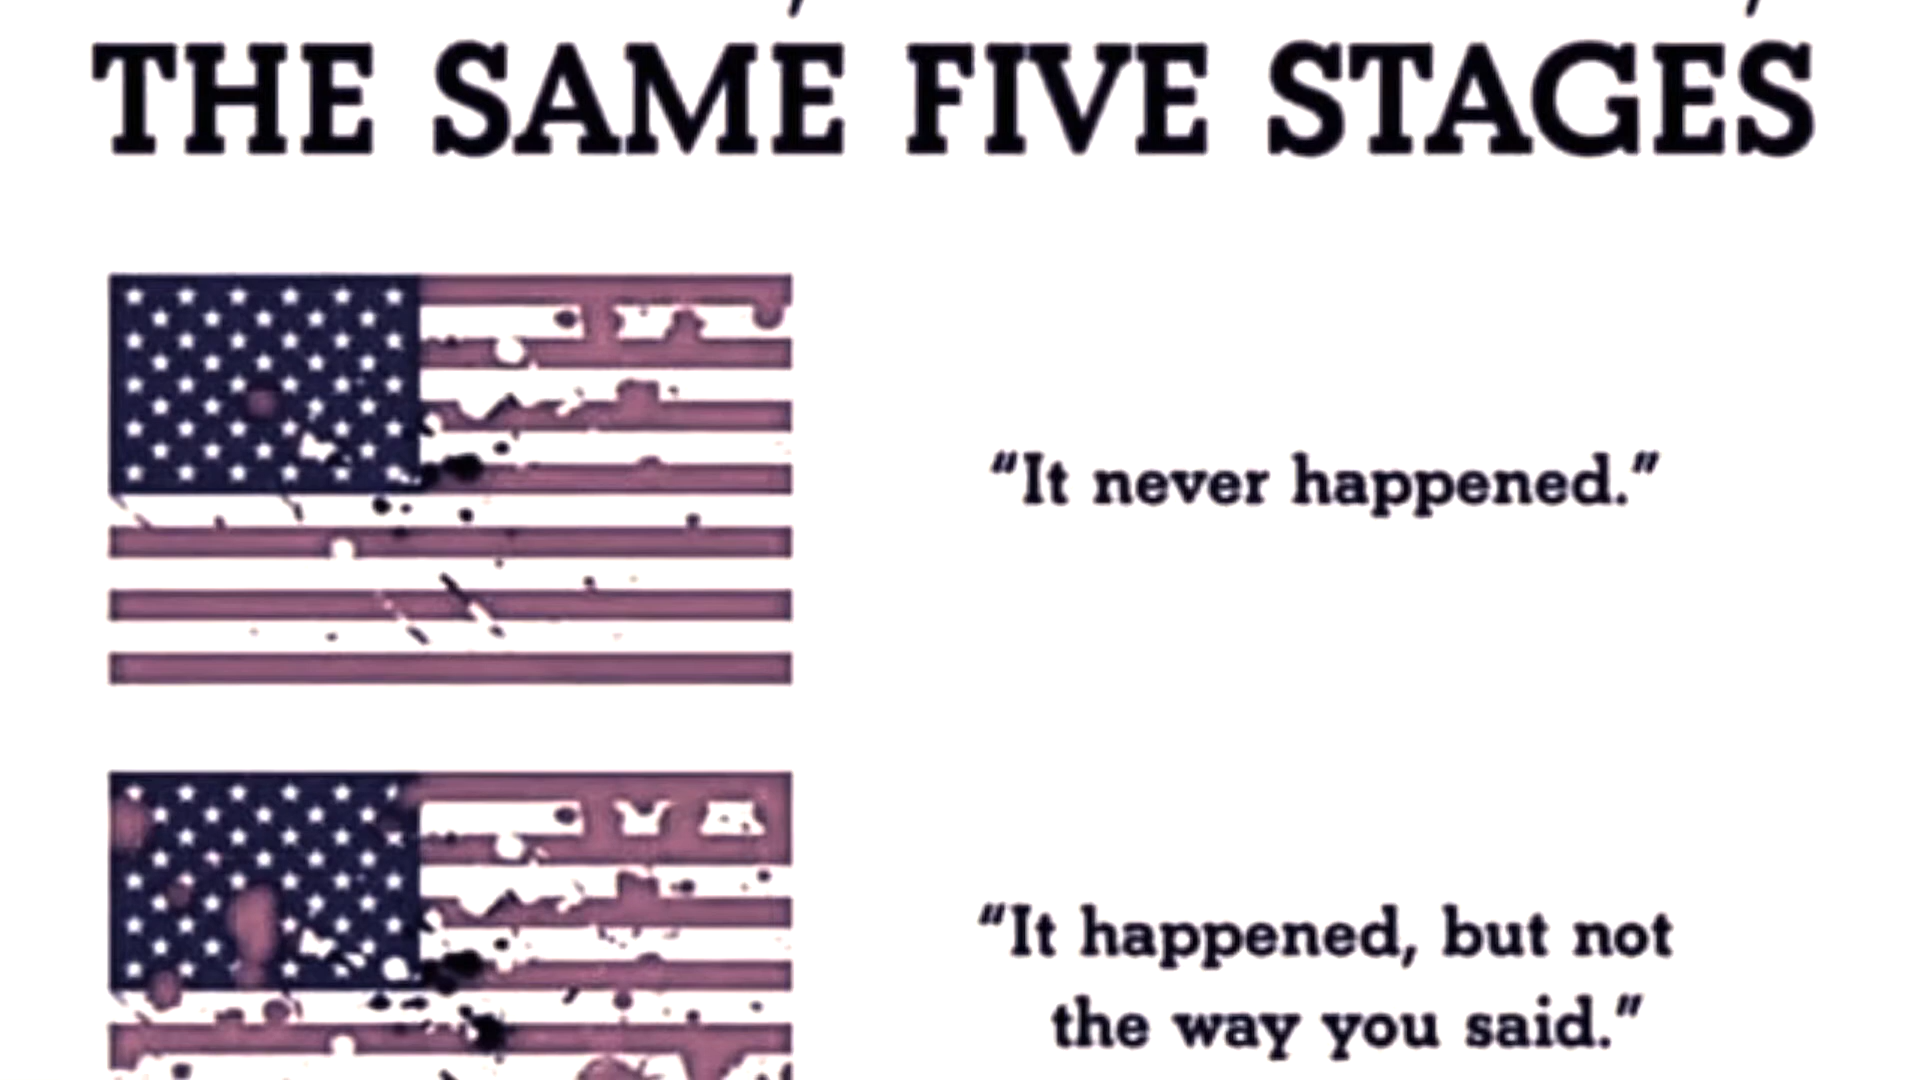 THE SAME FIVE STAGES
“It never happened.”
“It happened, but not
the way you said.”